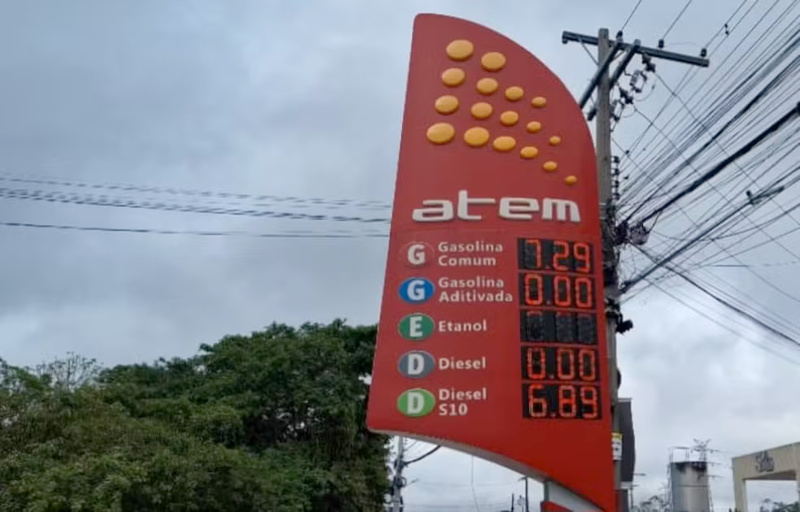 atem
G Gasolina Comum 7.29
G Gasolina Aditivada 0.00
E Etanol
D Diesel 0.00
D Diesel S10 6.89